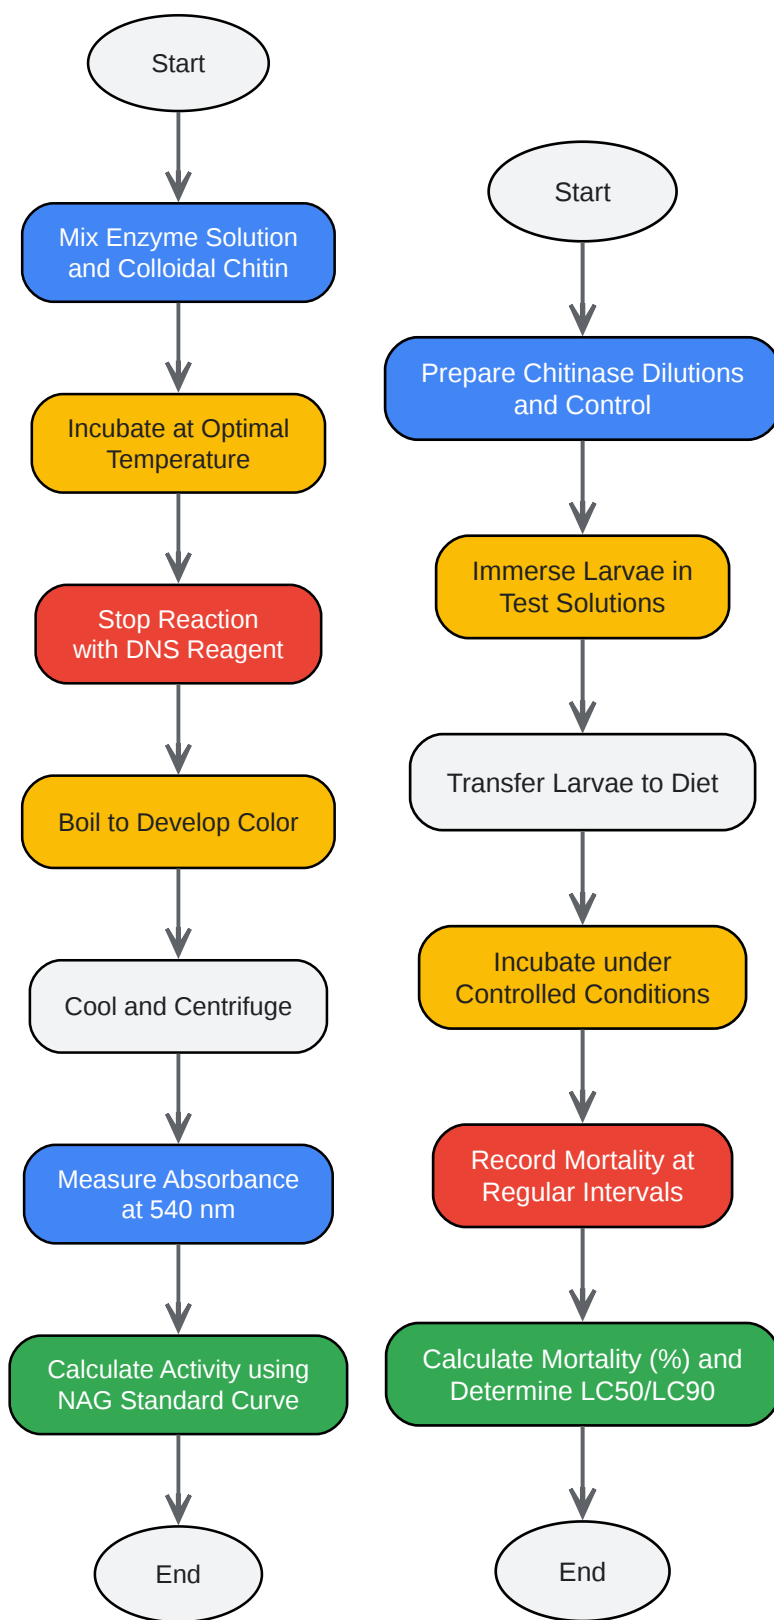 Start
Mix Enzyme Solution
and Colloidal Chitin
Incubate at Optimal
Temperature
Stop Reaction
with DNS Reagent
Boil to Develop Color
Cool and Centrifuge
Measure Absorbance
at 540 nm
Calculate Activity using
NAG Standard Curve
End
Start
Prepare Chitinase Dilutions
and Control
Immerse Larvae in
Test Solutions
Transfer Larvae to Diet
Incubate under
Controlled Conditions
Record Mortality at
Regular Intervals
Calculate Mortality (%) and
Determine LC50/LC90
End